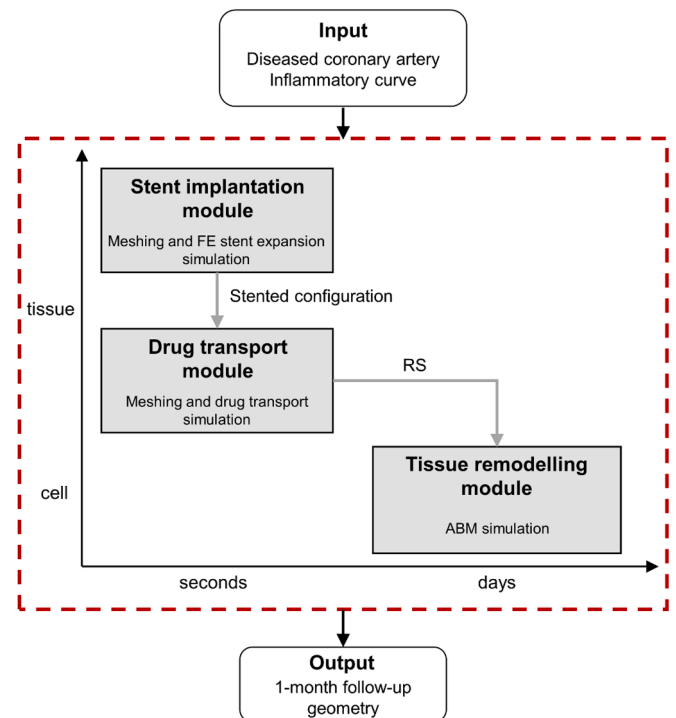 Input
Diseased coronary artery
Inflammatory curve
Stent implantation
module
Meshing and FE stent expansion
simulation
Stented configuration
tissue
Drug transport
module
Meshing and drug transport
simulation
RS
Tissue remodelling
module
ABM simulation
cell
seconds
days
Output
1-month follow-up
geometry